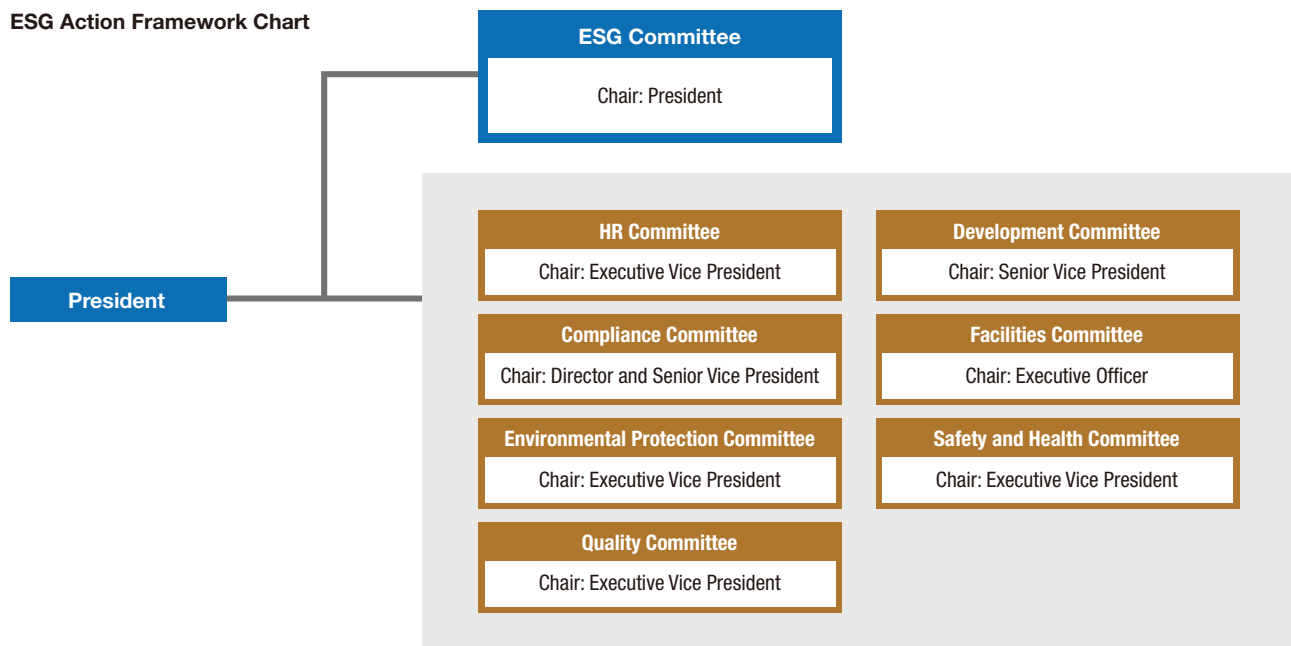 ESG Action Framework Chart
ESG Committee
Chair: President
President
HR Committee
Chair: Executive Vice President
Development Committee
Chair: Senior Vice President
Compliance Committee
Chair: Director and Senior Vice President
Facilities Committee
Chair: Executive Officer
Environmental Protection Committee
Chair: Executive Vice President
Safety and Health Committee
Chair: Executive Vice President
Quality Committee
Chair: Executive Vice President